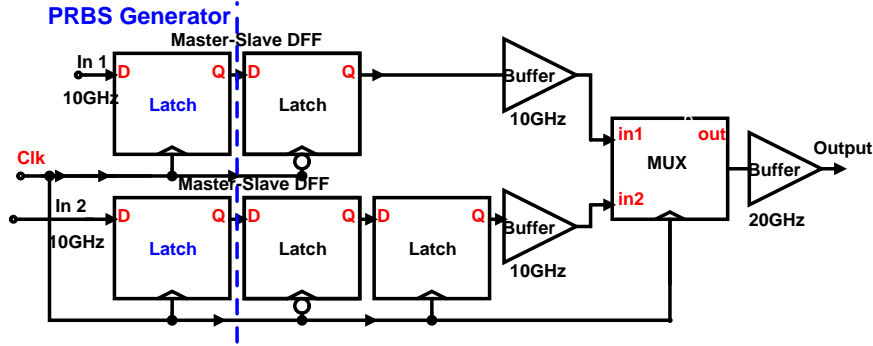 PRBS Generator
Master-Slave DFF
In 1
D Q D Q
Buffer
10GHz
Latch Latch
10GHz
in1 out
Output
Clk
MUX
Buffer
Master-Slave DFF
In 2
in2
D Q D Q D Q
Buffer
20GHz
10GHz
Latch Latch Latch
10GHz